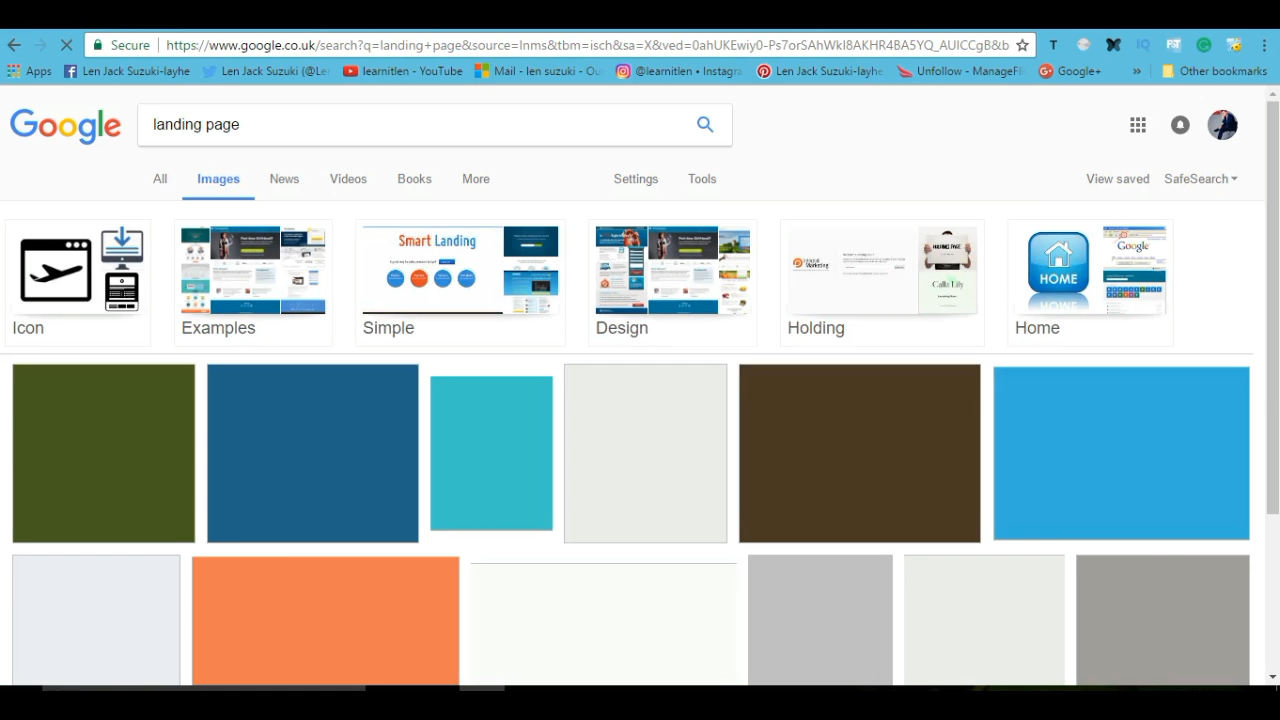 Secure https://www.google.co.uk/search?q=landing+page&source=lnms&tbm=isch&sa=X&ved=0ahUKEwiy0-Ps7orSAhWkI8AKHR4BA5YQ_AUICCgB&b
Apps Len Jack Suzuki-layhe Len Jack Suzuki (@Le learnitlen - YouTube Mail - len suzuki - Ou @learnitlen • Instagra Len Jack Suzuki-layhe Unfollow - ManageFl Google+ » Other bookmarks
Google landing page
All Images News Videos Books More Settings Tools View saved SafeSearch
Smart Landing
HOME
Google
Icon Examples Simple Design Holding Home